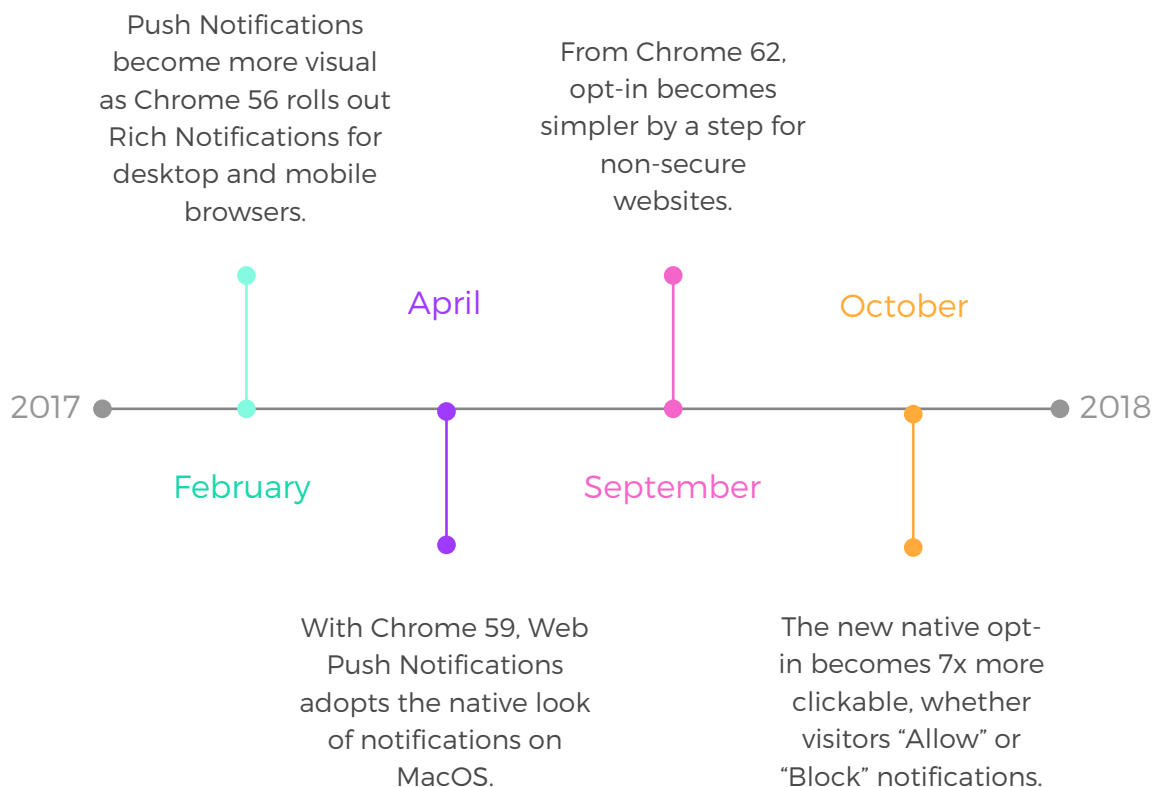 Push Notifications
become more visual
as Chrome 56 rolls out
Rich Notifications for
desktop and mobile
browsers.
From Chrome 62,
opt-in becomes
simpler by a step for
non-secure
websites.
April
October
2017
2018
February
September
With Chrome 59, Web
Push Notifications
adopts the native look
of notifications on
MacOS.
The new native opt-
in becomes 7x more
clickable, whether
visitors “Allow” or
“Block” notifications.